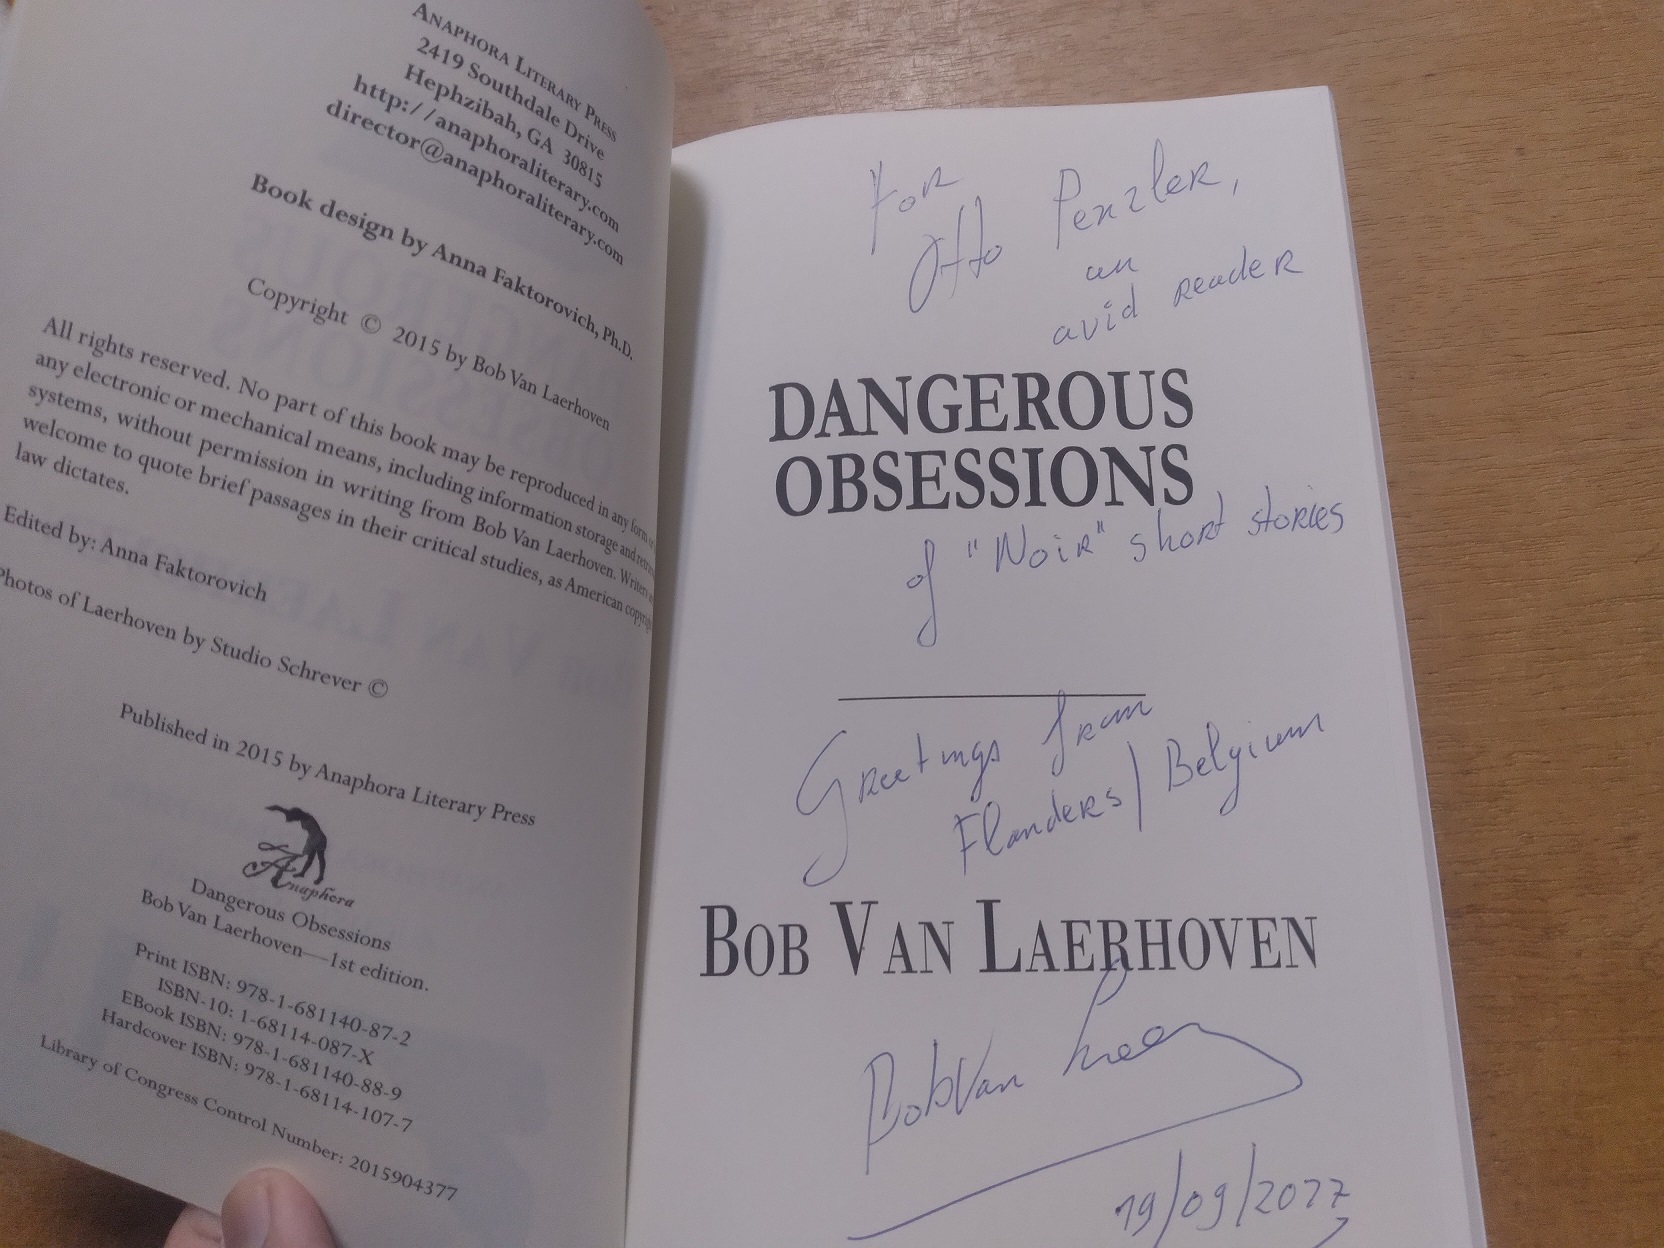 ANAPHORA LITERARY PRESS
2419 Southdale Drive
Hephzibah, GA 30815
http://anaphoraliterary.com
director@anaphoraliterary.com
Book design by Anna Faktorovich, Ph.D.
Copyright © 2015 by Bob Van Laerhoven
All rights reserved. No part of this book may be reproduced in any form or
any electronic or mechanical means, including information storage and
systems, without permission in writing from Bob Van Laerhoven. Writers
welcome to quote brief passages in their critical studies, as American
law dictates.
Edited by: Anna Faktorovich
Photos of Laerhoven by Studio Schrever ©
Published in 2015 by Anaphora Literary Press
Anaphora
Dangerous Obsessions
Bob Van Laerhoven—1st edition.
Print ISBN: 978-1-681140-87-2
ISBN-10: 1-68114-087-X
EBook ISBN: 978-1-681140-88-9
Hardcover ISBN: 978-1-68114-107-7
Library of Congress Control Number: 2015904377
For
Otto Penzler,
an
avid reader
DANGEROUS
OBSESSIONS
of "Noir" short stories
Greetings from
Flanders/Belgium
BOB VAN LAERHOVEN
Bob Van